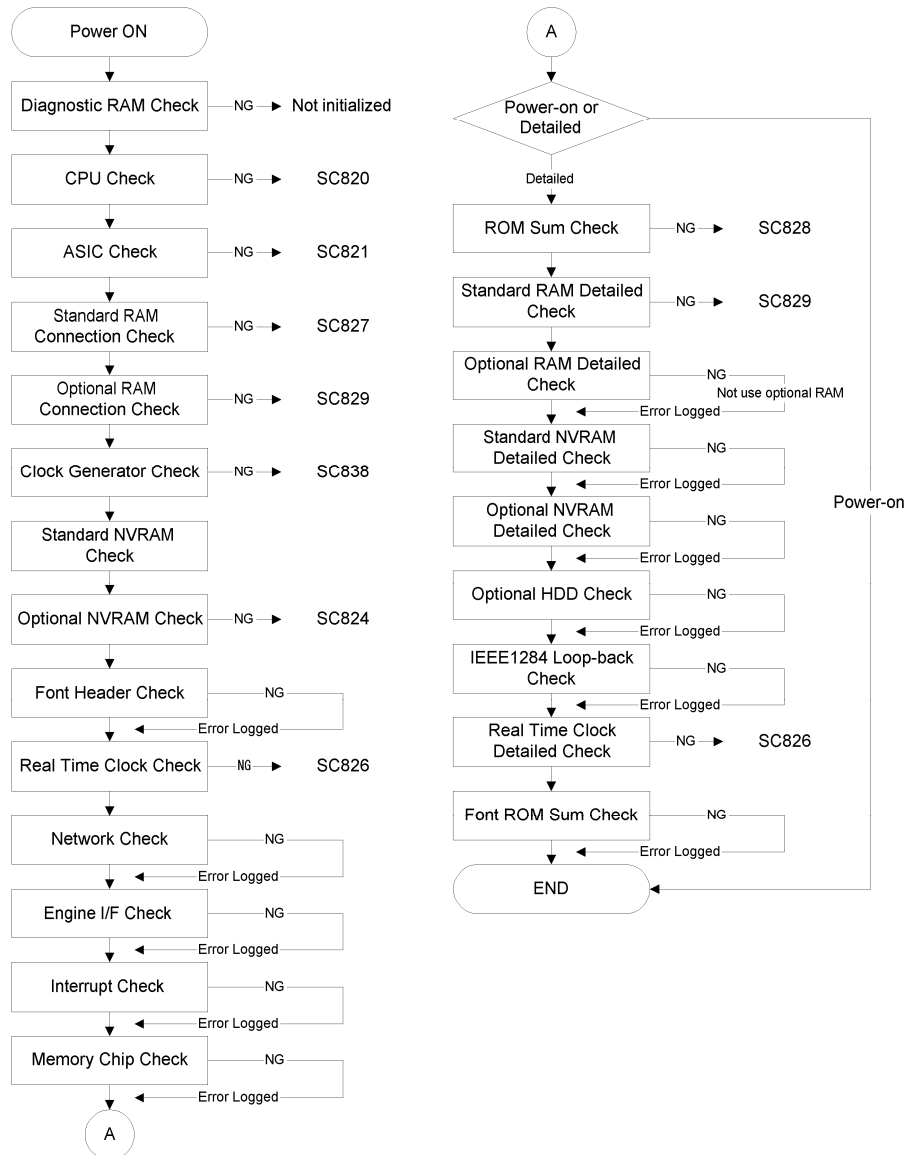 Power ON
Diagnostic RAM Check
NG
Not initialized
CPU Check
NG
SC820
ASIC Check
NG
SC821
Standard RAM
Connection Check
NG
SC827
Optional RAM
Connection Check
NG
SC829
Clock Generator Check
NG
SC838
Standard NVRAM
Check
Optional NVRAM Check
NG
SC824
Font Header Check
NG
Error Logged
Real Time Clock Check
NG
SC826
Network Check
NG
Error Logged
Engine I/F Check
NG
Error Logged
Interrupt Check
NG
Error Logged
Memory Chip Check
NG
Error Logged
A
A
Power-on or
Detailed
Detailed
Power-on
ROM Sum Check
NG
SC828
Standard RAM Detailed
Check
NG
SC829
Optional RAM Detailed
Check
NG
Not use optional RAM
Error Logged
Standard NVRAM
Detailed Check
NG
Error Logged
Optional NVRAM
Detailed Check
NG
Error Logged
Optional HDD Check
NG
Error Logged
IEEE1284 Loop-back
Check
NG
Error Logged
Real Time Clock
Detailed Check
NG
SC826
Font ROM Sum Check
NG
Error Logged
END